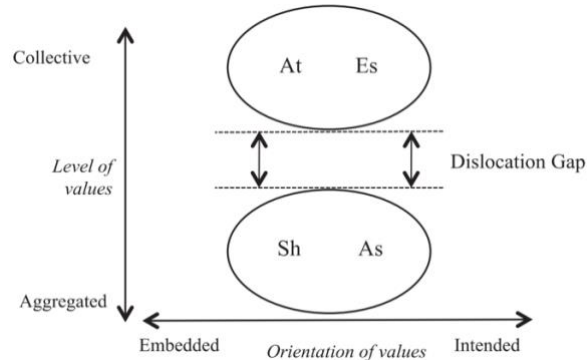 Collective
At Es
Dislocation Gap
Level of
values
Sh As
Aggregated
Embedded
Orientation of values
Intended